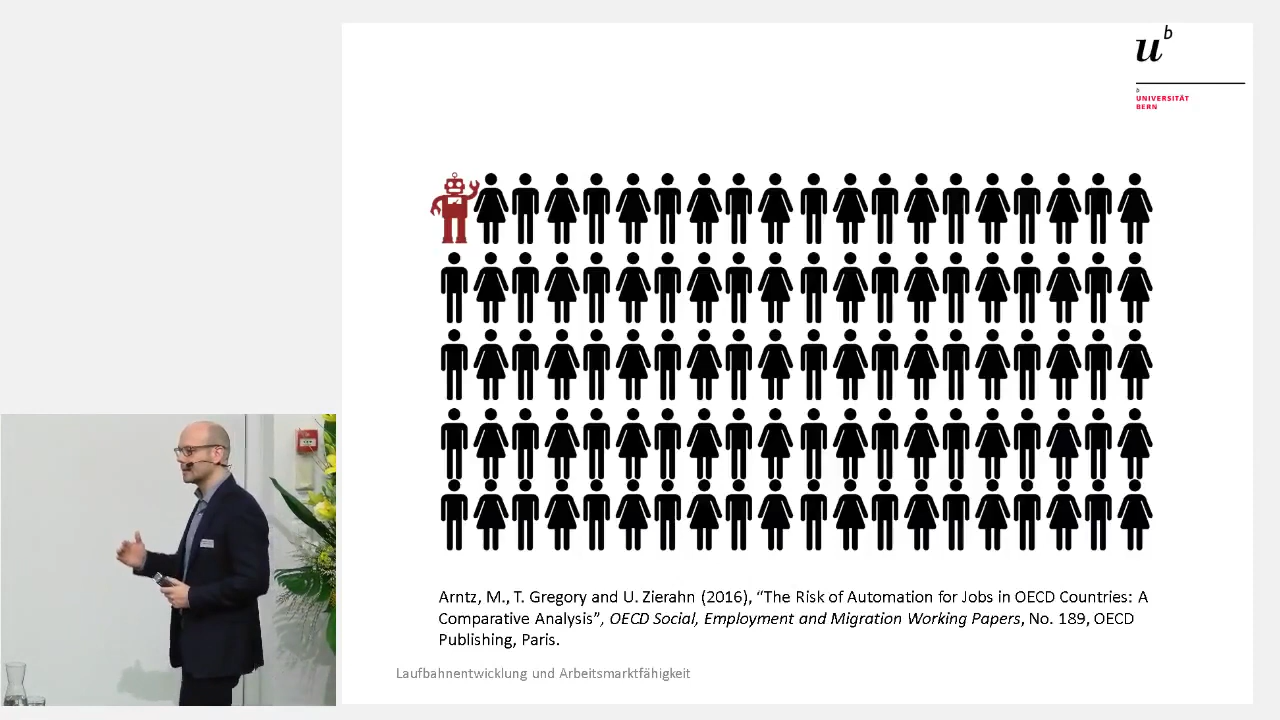 u b
b
UNIVERSITÄT
BERN
Arntz, M., T. Gregory and U. Zierahn (2016), “The Risk of Automation for Jobs in OECD Countries: A
Comparative Analysis”, OECD Social, Employment and Migration Working Papers, No. 189, OECD
Publishing, Paris.
Laufbahnentwicklung und Arbeitsmarktfähigkeit